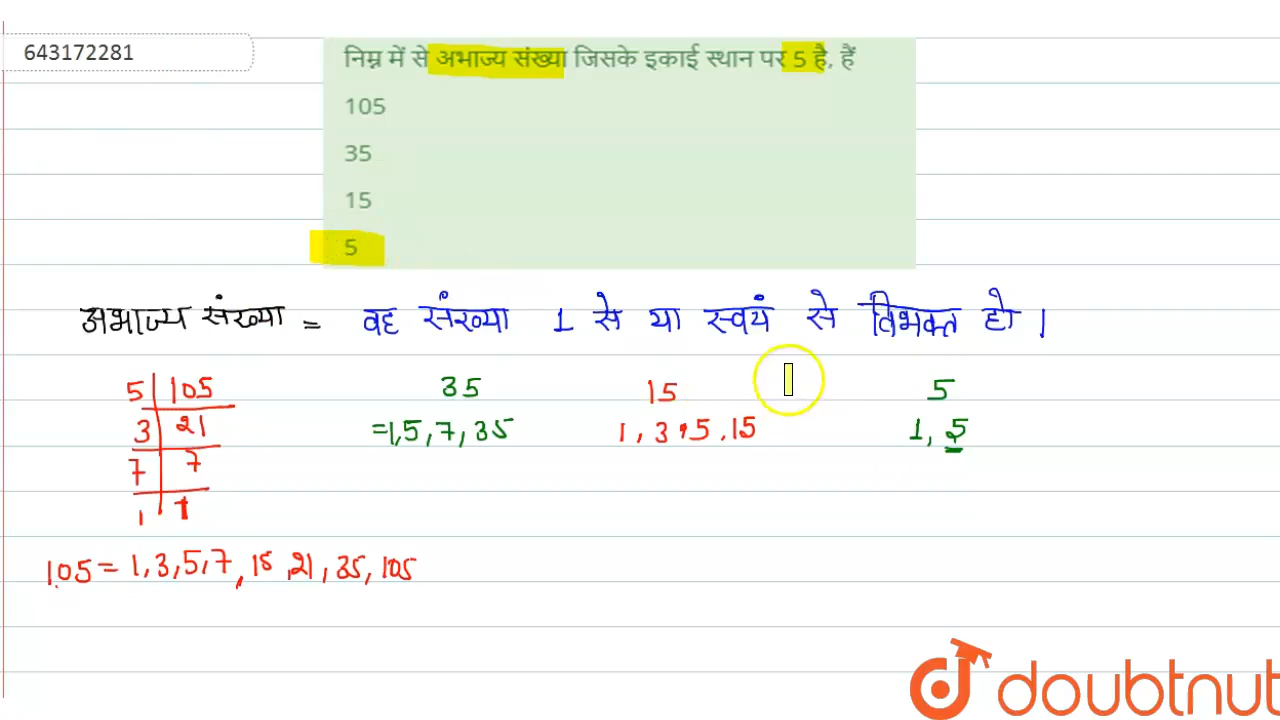 643172281
निम्न में से अभाज्य संख्या जिसके इकाई स्थान पर 5 है, हैं
105
35
15
5
अभाज्य संख्या = वह संख्या 1 से या स्वयं से विभक्त हो ।
5 | 105
3 | 21
7 | 7
1 | 1
35
=1,5,7,35
15
1,3,5,15
5
1, 5
105 = 1,3,5,7,15,21,35,105
doubtnut